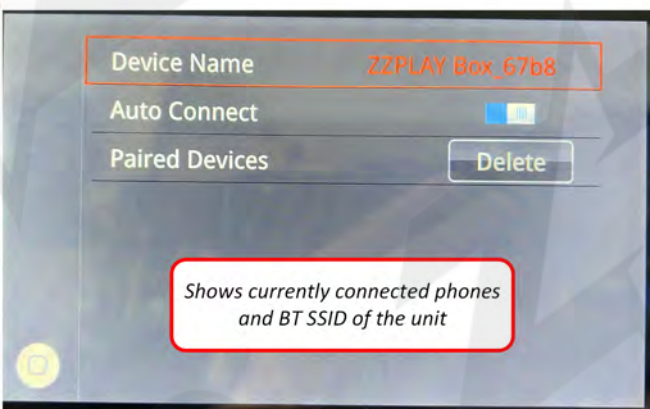 Device Name ZZPLAY Box_67b8
Auto Connect
Paired Devices Delete
Shows currently connected phones
and BT SSID of the unit